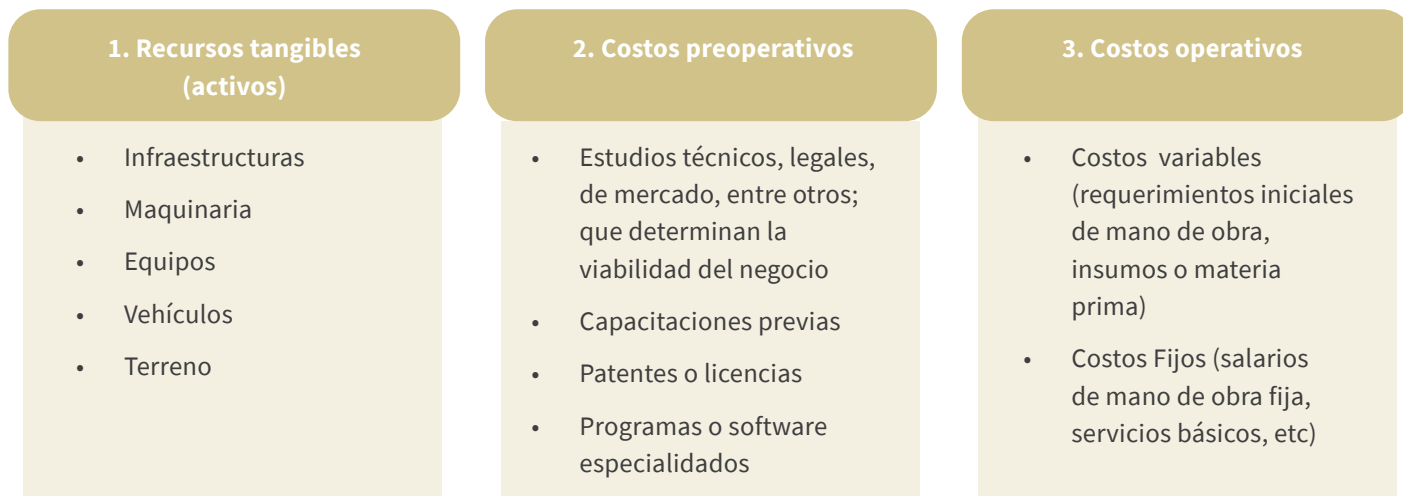 1. Recursos tangibles
(activos)
• Infraestructuras
• Maquinaria
• Equipos
• Vehículos
• Terreno
2. Costos preoperativos
• Estudios técnicos, legales,
de mercado, entre otros;
que determinan la
viabilidad del negocio
• Capacitaciones previas
• Patentes o licencias
• Programas o software
especialidados
3. Costos operativos
• Costos variables
(requerimientos iniciales
de mano de obra,
insumos o materia
prima)
• Costos Fijos (salarios
de mano de obra fija,
servicios básicos, etc)